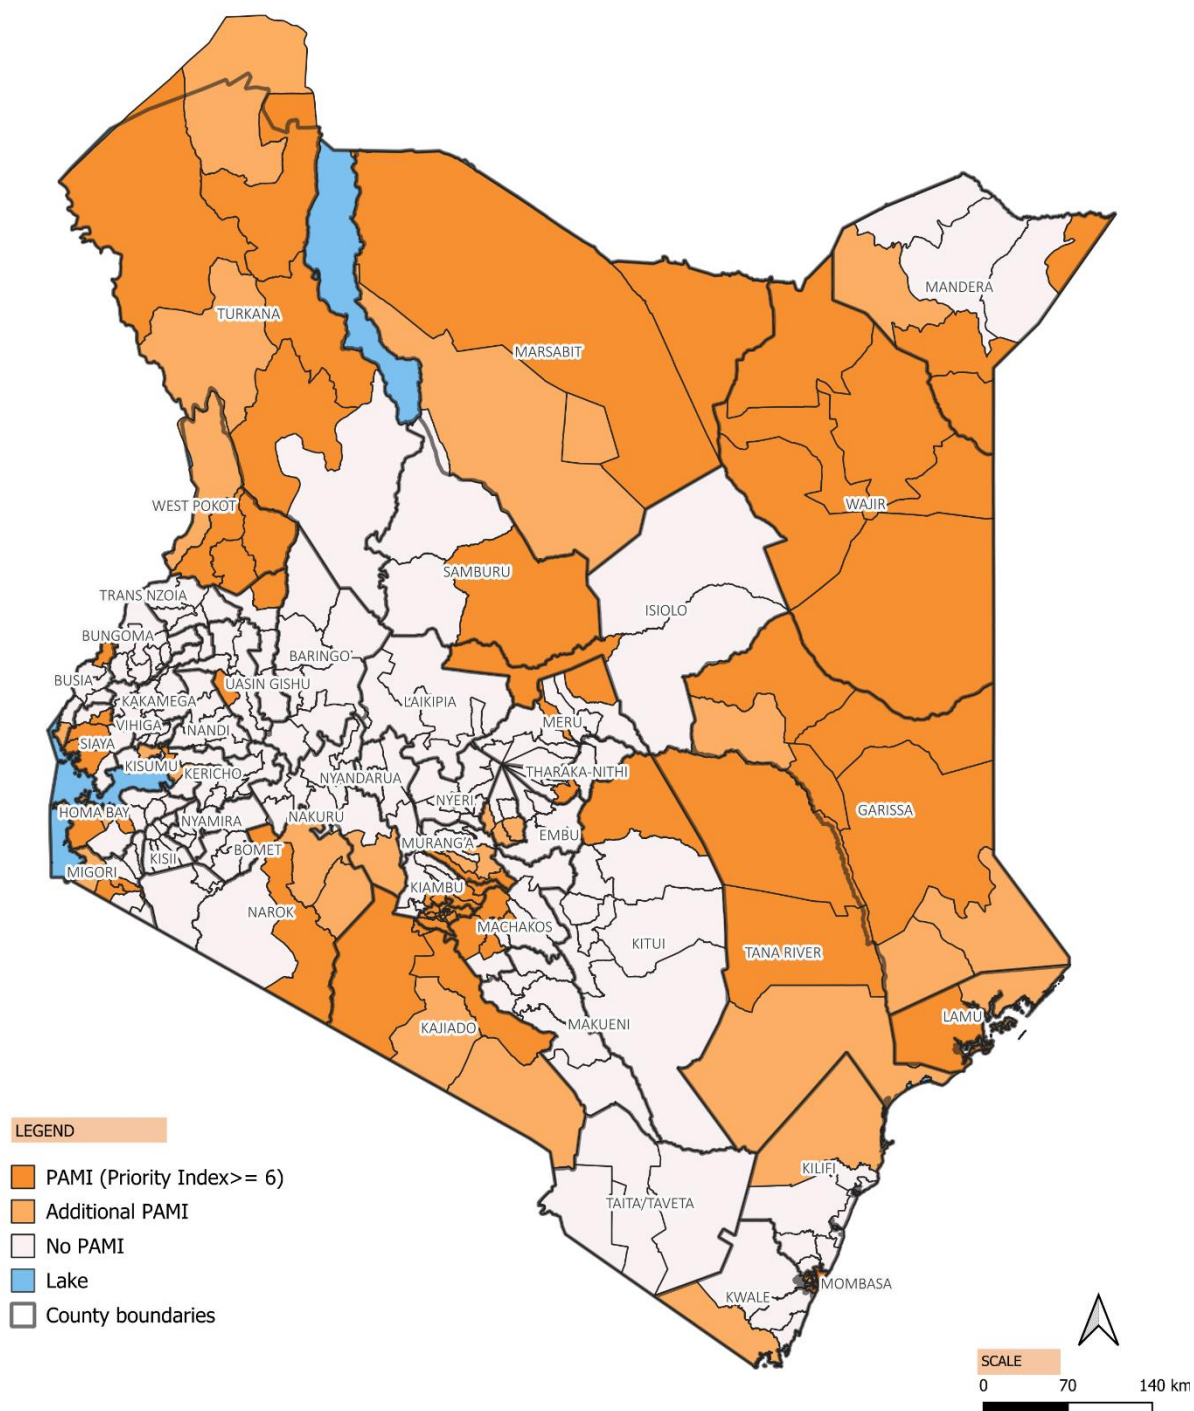 MANDERA
TURKANA
MARSABIT
WEST POKOT
WAJIR
SAMBURU
TRANS NZOIA
ISIOLO
BUNGOMA
BARINGO
BUSIA
UASIN GISHU
KAKAMEGA
LAIKIPIA
VIHIGA
NANDI
MERU
SIAYA
KISUMU
KERICHO
NYANDARUA
THARAKA-NITHI
NYERI
HOMA BAY
NYAMIRA
NAKURU
GARISSA
EMBU
MURANG'A
BOMET
KISII
MIGORI
KIAMBU
NAROK
MACHAKOS
KITUI
TANA RIVER
LAMU
KAJIADO
MAKUENI
KILIFI
TAITA/TAVETA
MOMBASA
KWALE
LEGEND
PAMI (Priority Index>= 6)
Additional PAMI
No PAMI
Lake
County boundaries
SCALE
0 70 140 km